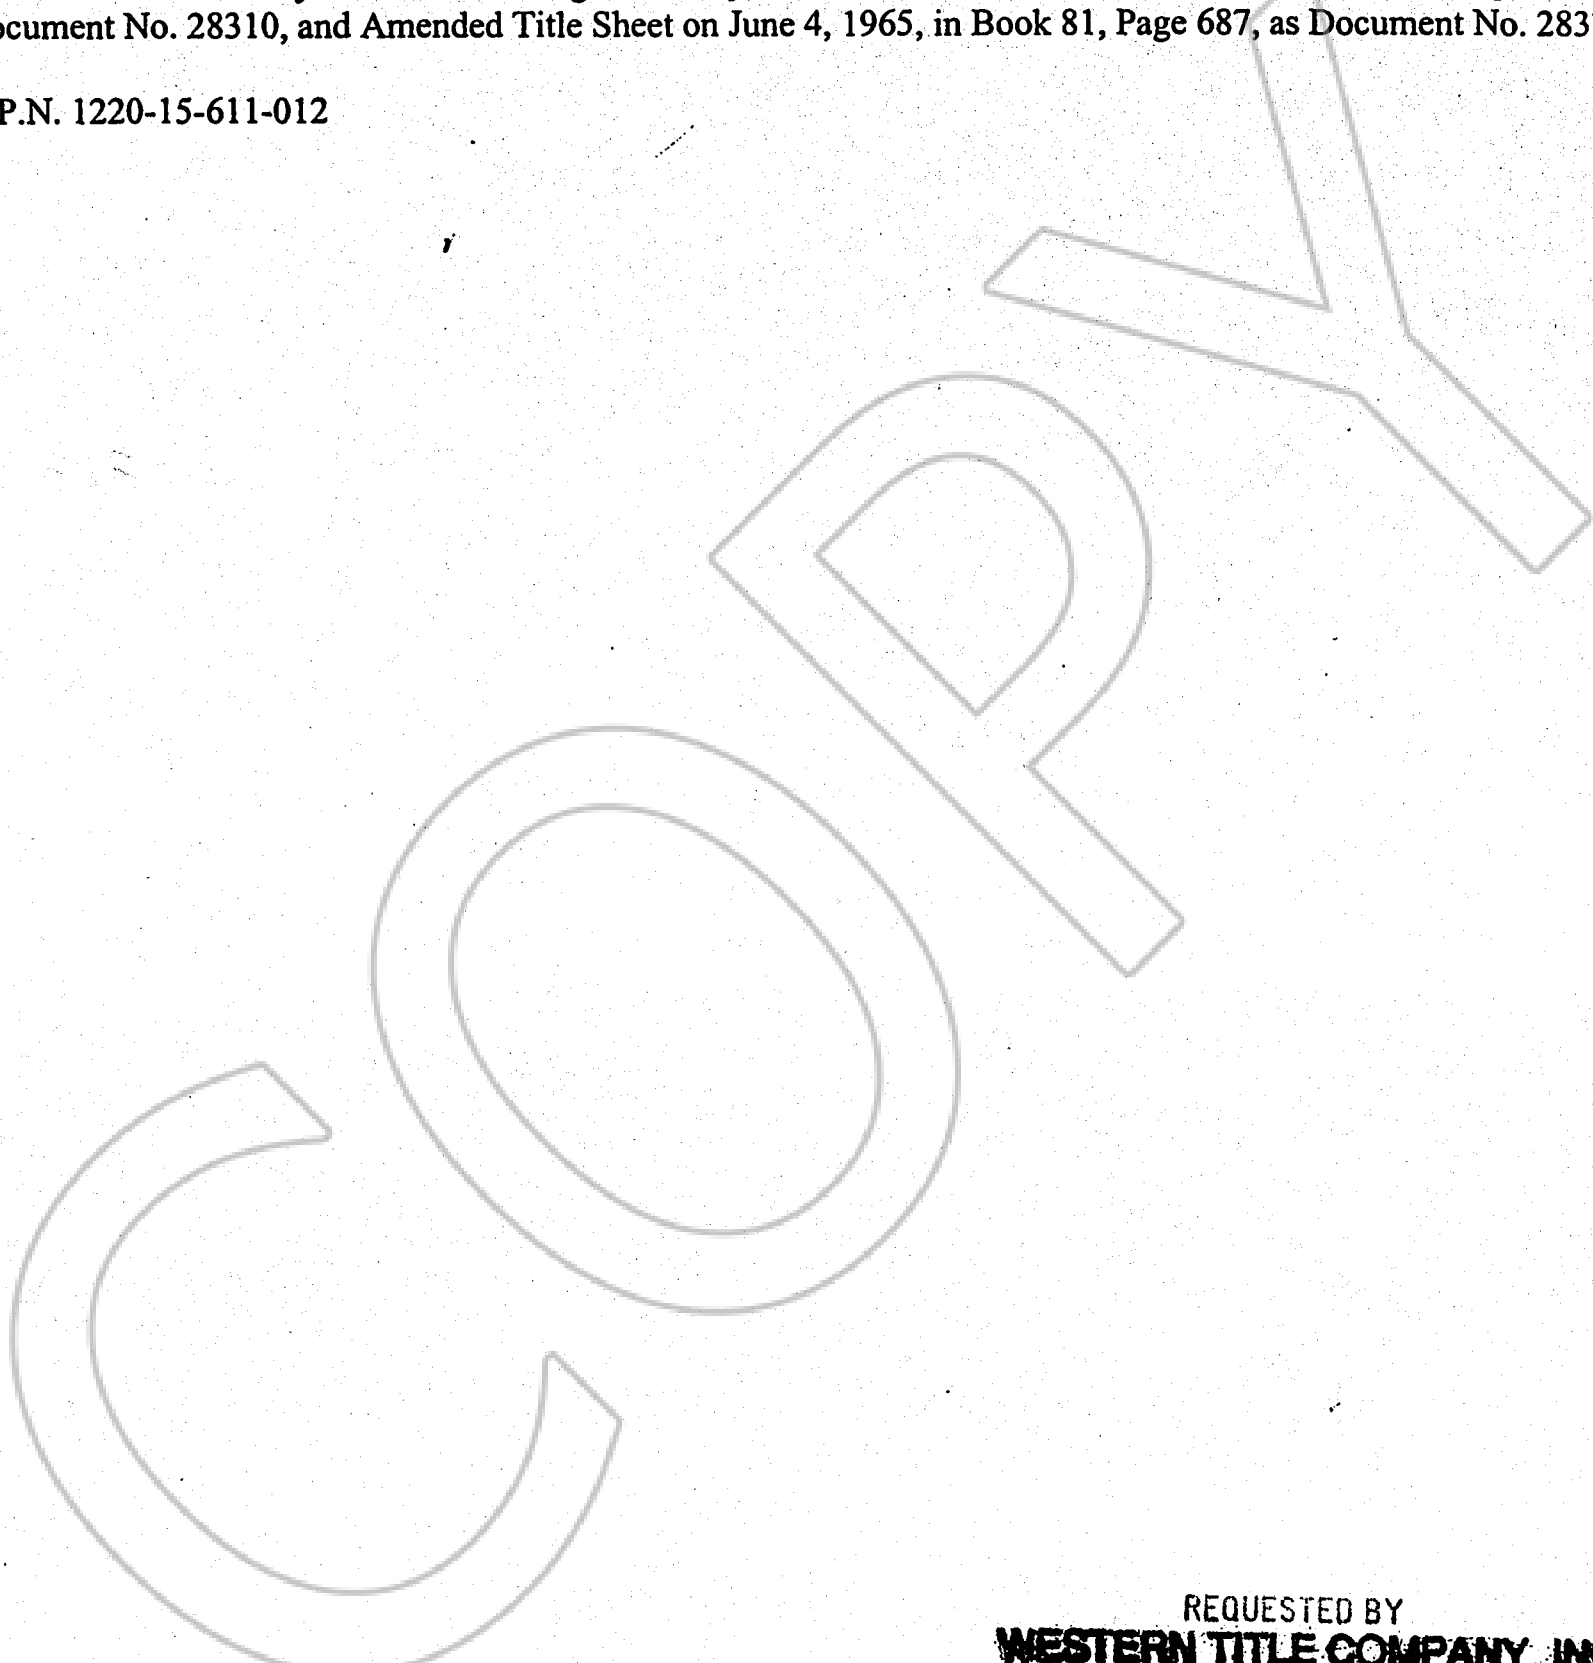 ocument No. 28310, and Amended Title Sheet on June 4, 1965, in Book 81, Page 687, as Document No. 283
P.N. 1220-15-611-012
COPY
REQUESTED BY
WESTERN TITLE COMPANY, IN